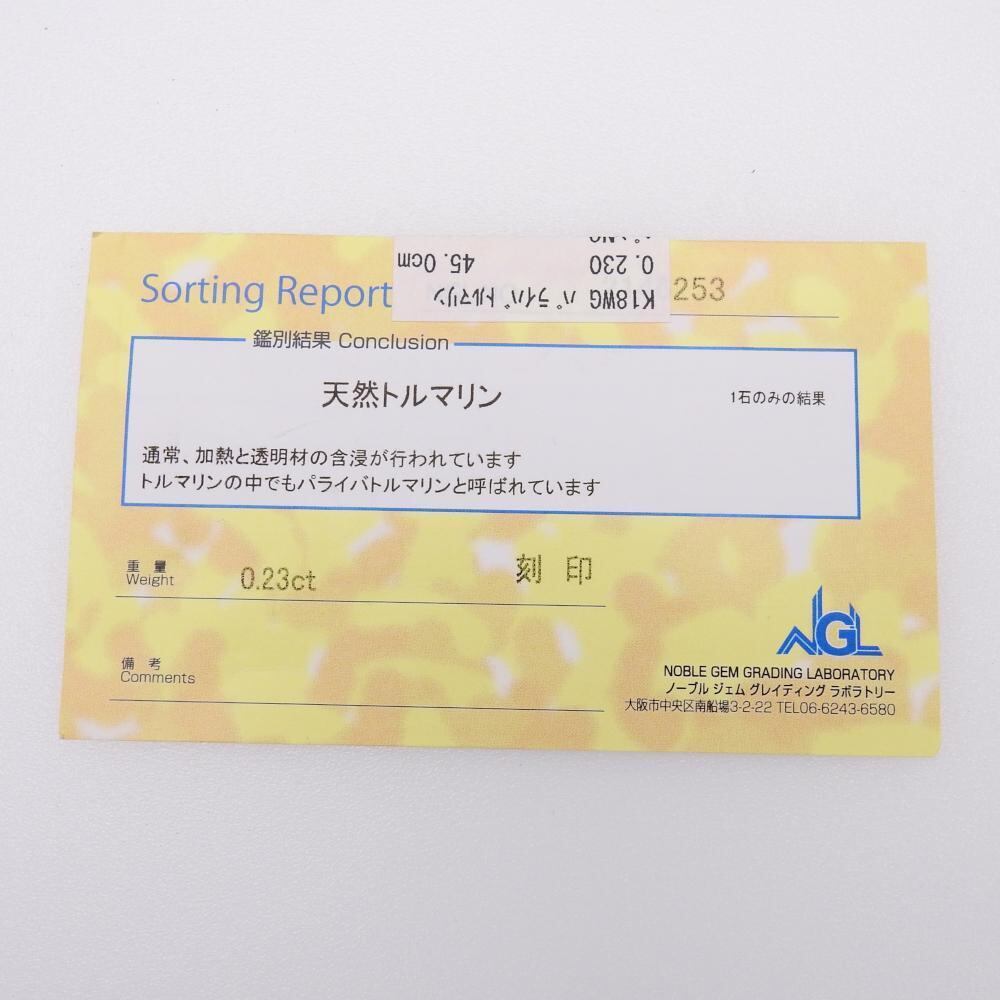 Sorting Report
253
K18WG パライバトルマリン
0.230 45.0cm
鑑別結果 Conclusion
天然トルマリン
1石のみの結果
通常、加熱と透明材の含浸が行われています
トルマリンの中でもパライバトルマリンと呼ばれています
重量 0.23ct 刻印
Weight
備考
Comments
NGL
NOBLE GEM GRADING LABORATORY
ノーブル ジェム グレイディング ラボラトリー
大阪市中央区南船場3-2-22 TEL06-6243-6580